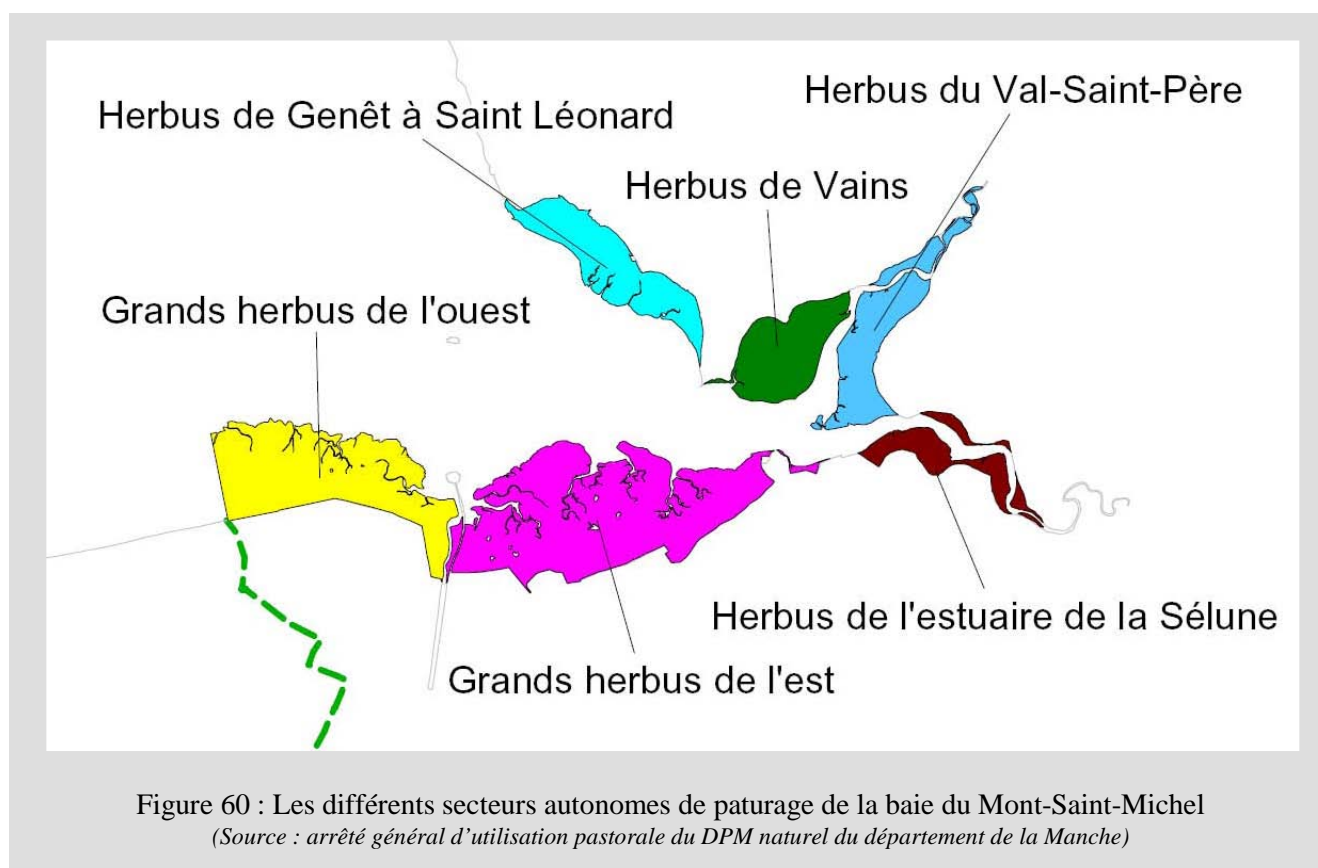 Herbus du Val-Saint-Père
Herbus de Genêt à Saint Léonard
Herbus de Vains
Grands herbus de l'ouest
Herbus de l'estuaire de la Sélune
Grands herbus de l'est
Figure 60 : Les différents secteurs autonomes de paturage de la baie du Mont-Saint-Michel
(Source : arrêté général d’utilisation pastorale du DPM naturel du département de la Manche)